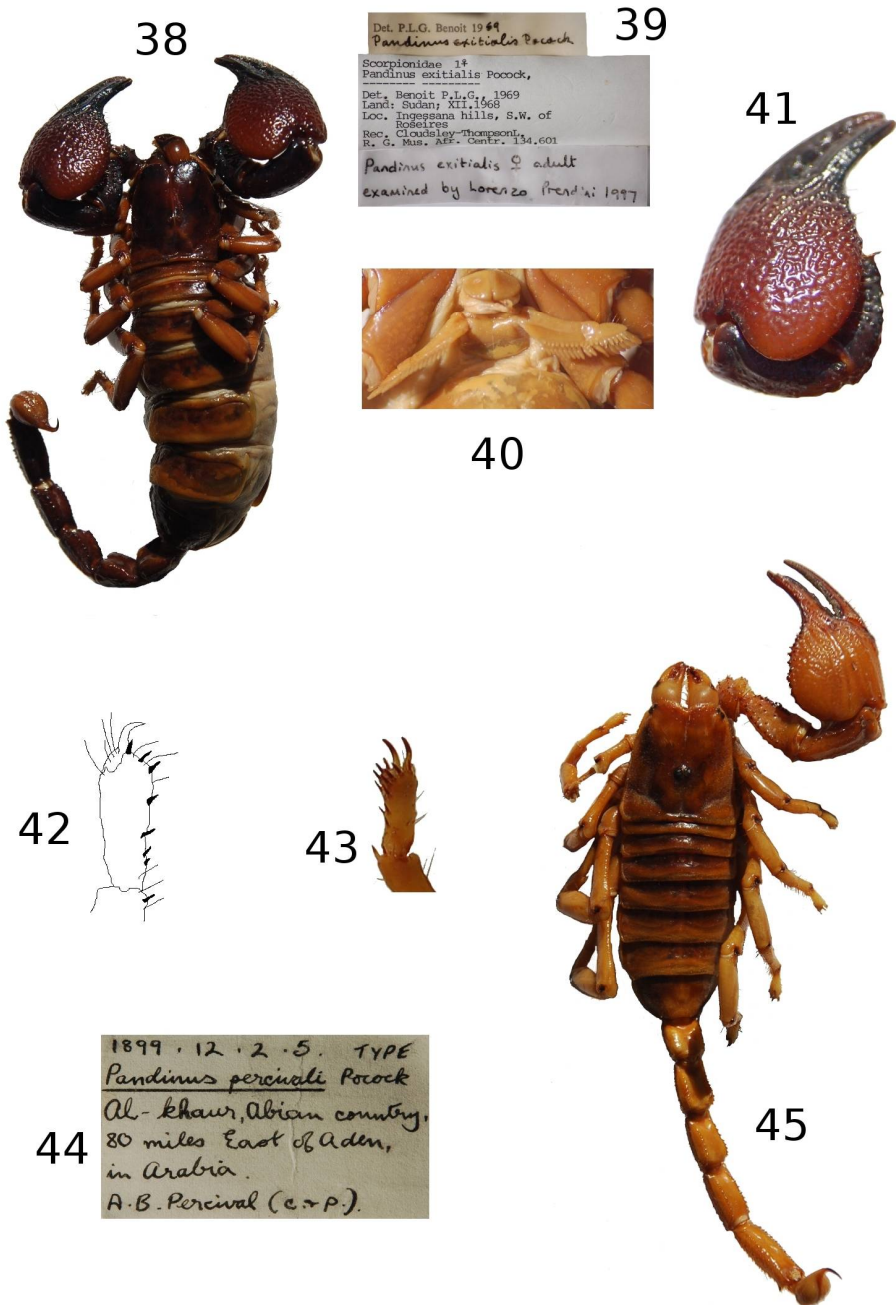 38
Det. P.L.G. Benoit 1969
Pandinus exitialis Pocock
39
Scorpionidae 1♀
Pandinus exitialis Pocock,
-------- ---------
Det. Benoit P.L.G., 1969
Land: Sudan; XII.1968
Loc. Ingessana hills, S.W. of
Roseires
Rec. Cloudsley-ThompsonL.
R. G. Mus. Afr. Centr. 134.601
Pandinus exitialis ♀ adult
examined by Lorenzo Prendini 1997
41
40
42
43
1899.12.2.5. TYPE
Pandinus percivali Pocock
Al-khaur, Abian country,
80 miles East of Aden,
in Arabia.
A.B. Percival (c.&p.).
44
45